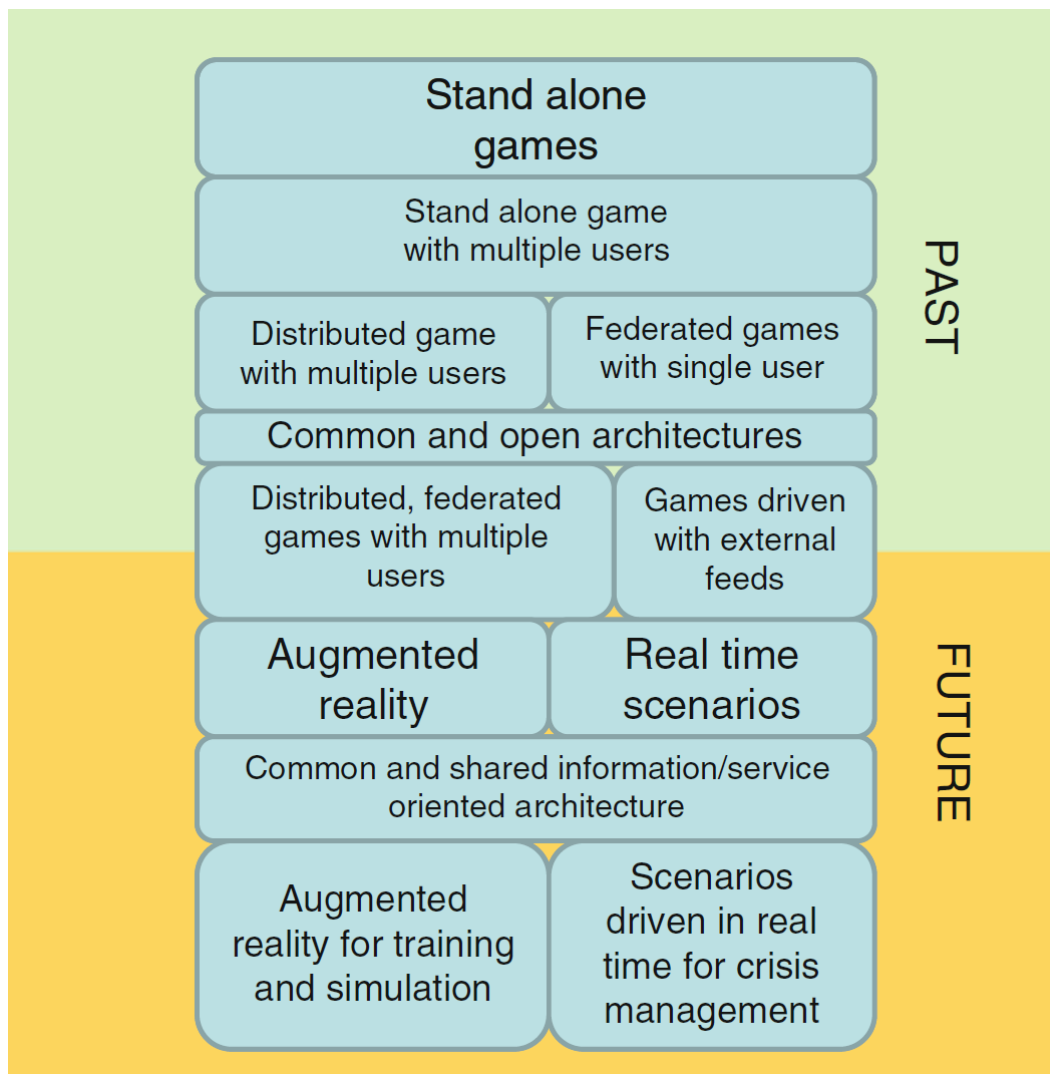 Stand alone
games
Stand alone game
with multiple users
Distributed game
with multiple users
Federated games
with single user
PAST
Common and open architectures
Distributed, federated
games with multiple
users
Games driven
with external
feeds
Augmented
reality
Real time
scenarios
FUTURE
Common and shared information/service
oriented architecture
Augmented
reality for training
and simulation
Scenarios
driven in real
time for crisis
management